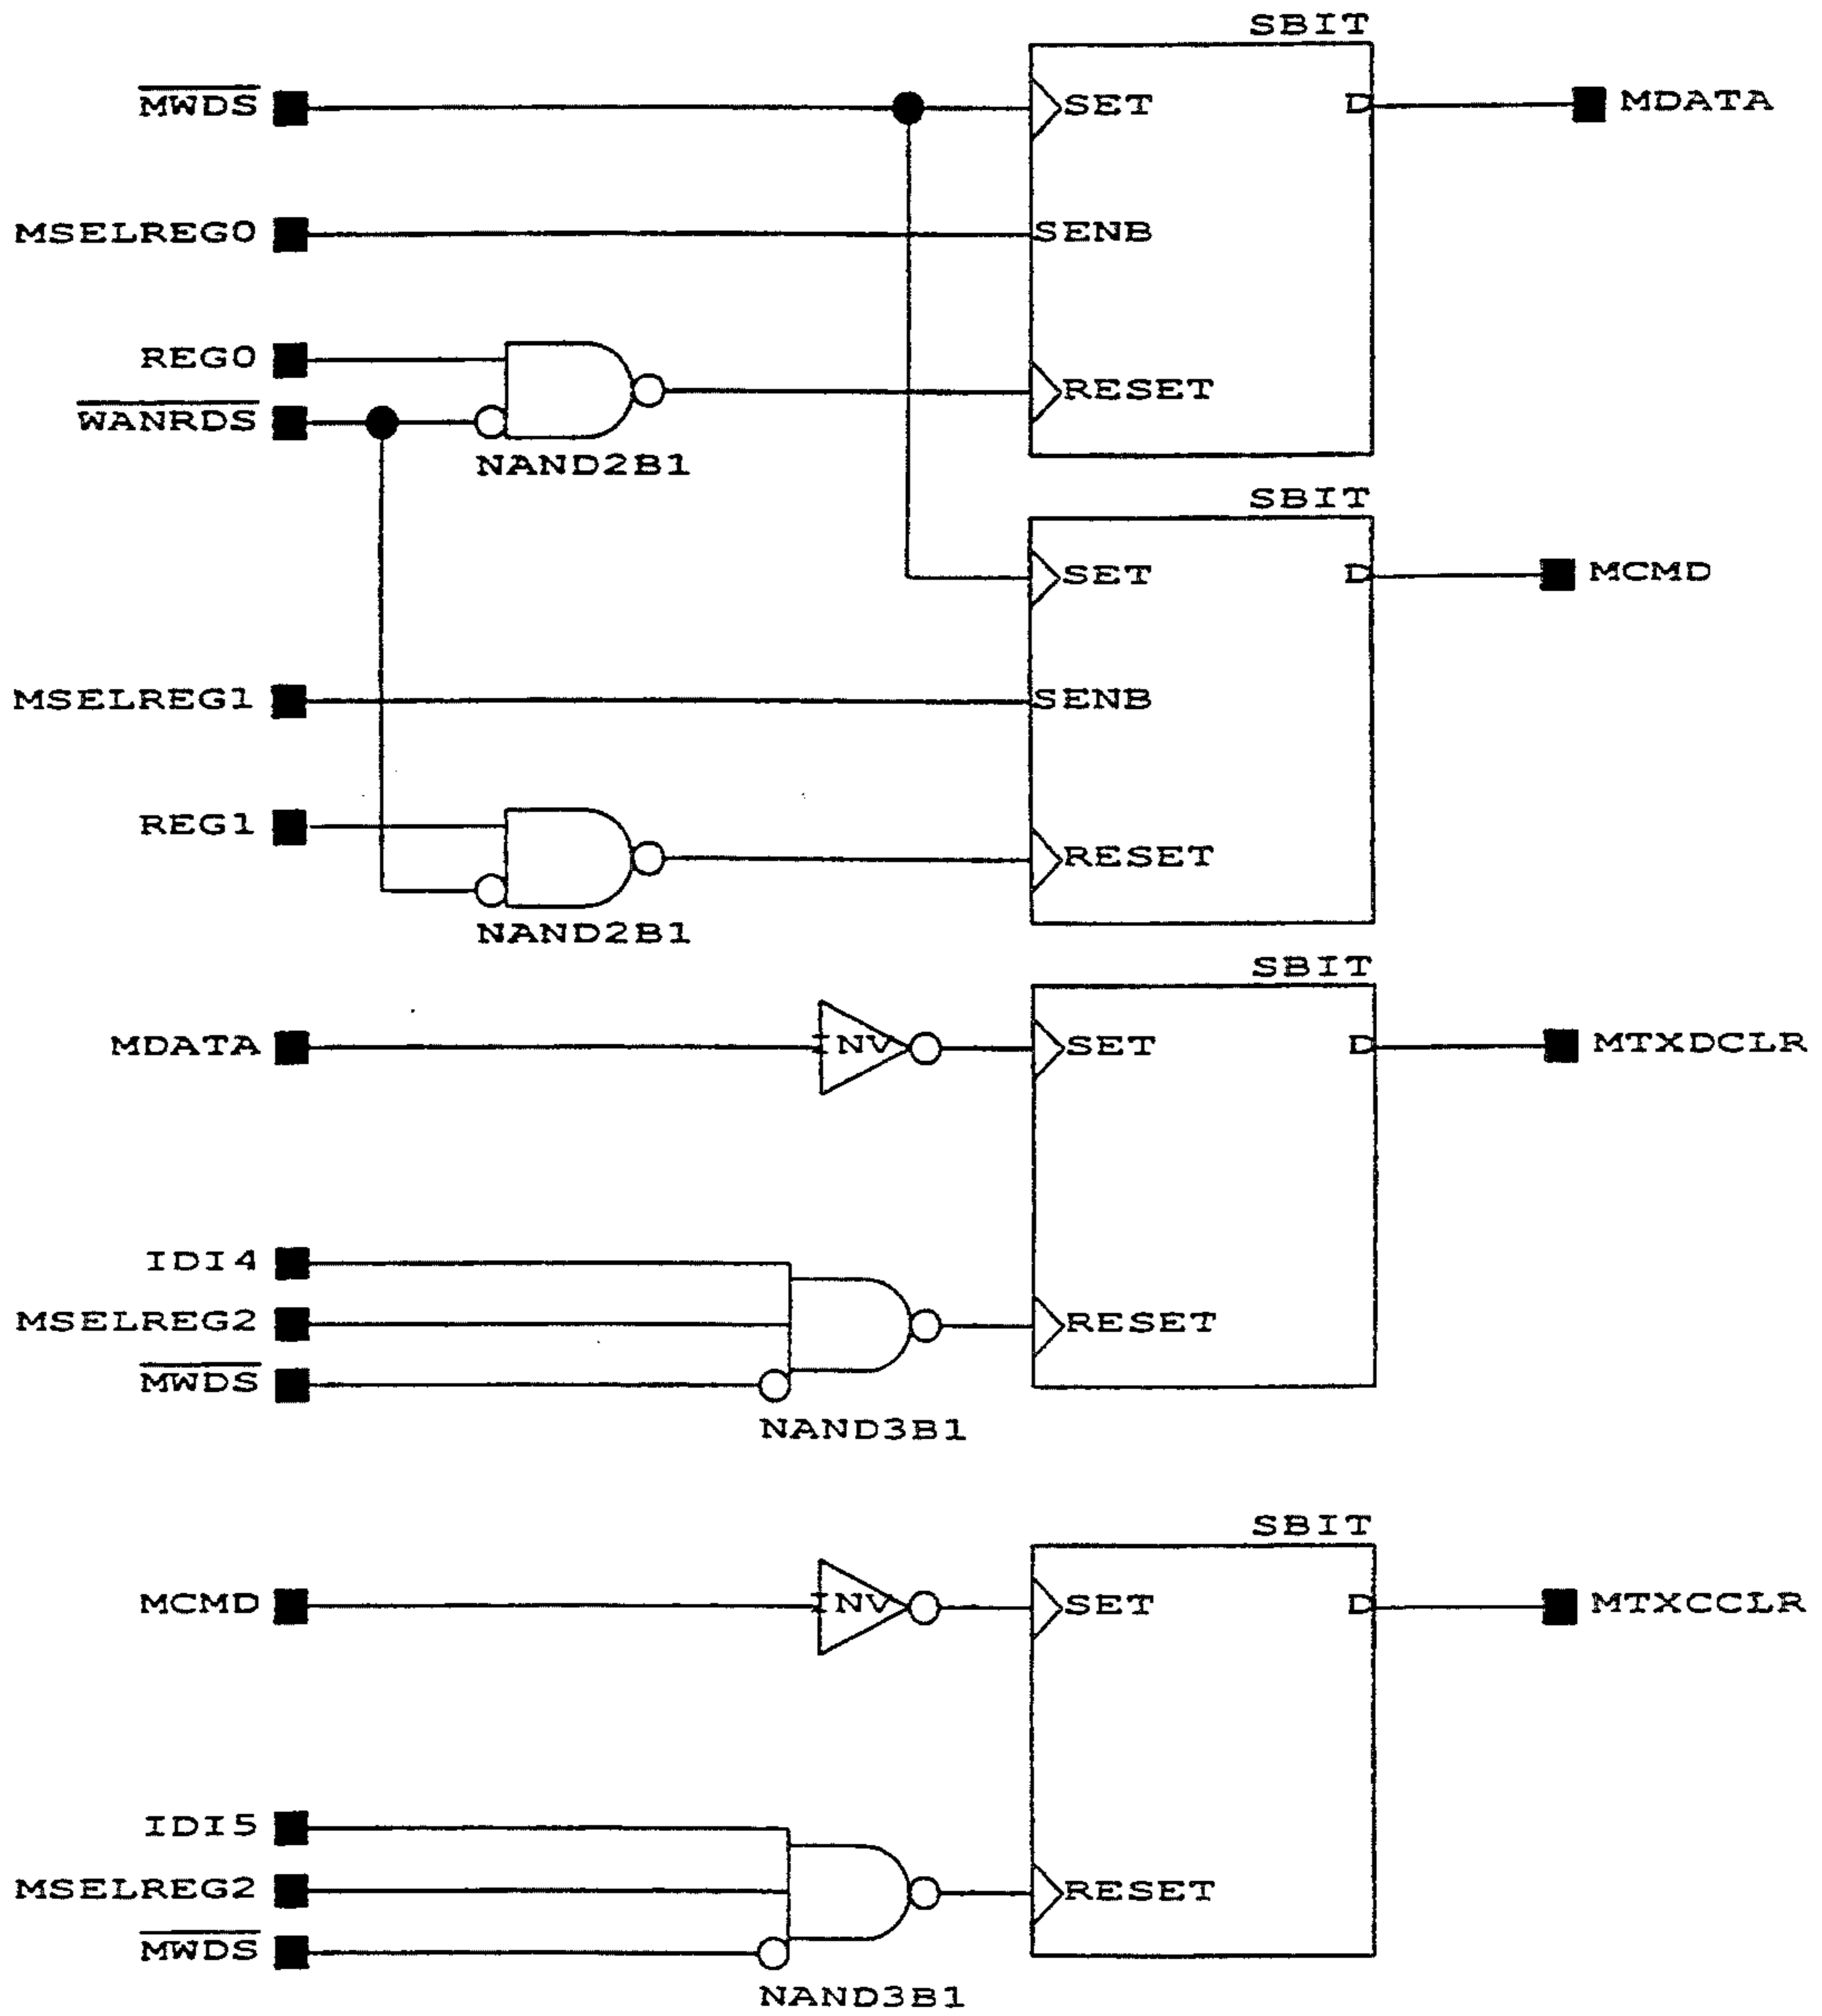 SBIT
MWDS
SET
D
MDATA
MSELREG0
SENB
REG0
RESET
WANRDS
NAND2B1
SBIT
SET
D
MCMD
MSELREG1
SENB
REG1
RESET
NAND2B1
SBIT
MDATA
INV
SET
D
MTXDCLR
IDI4
MSELREG2
RESET
MWDS
NAND3B1
SBIT
MCMD
INV
SET
D
MTXCCLR
IDI5
MSELREG2
RESET
MWDS
NAND3B1